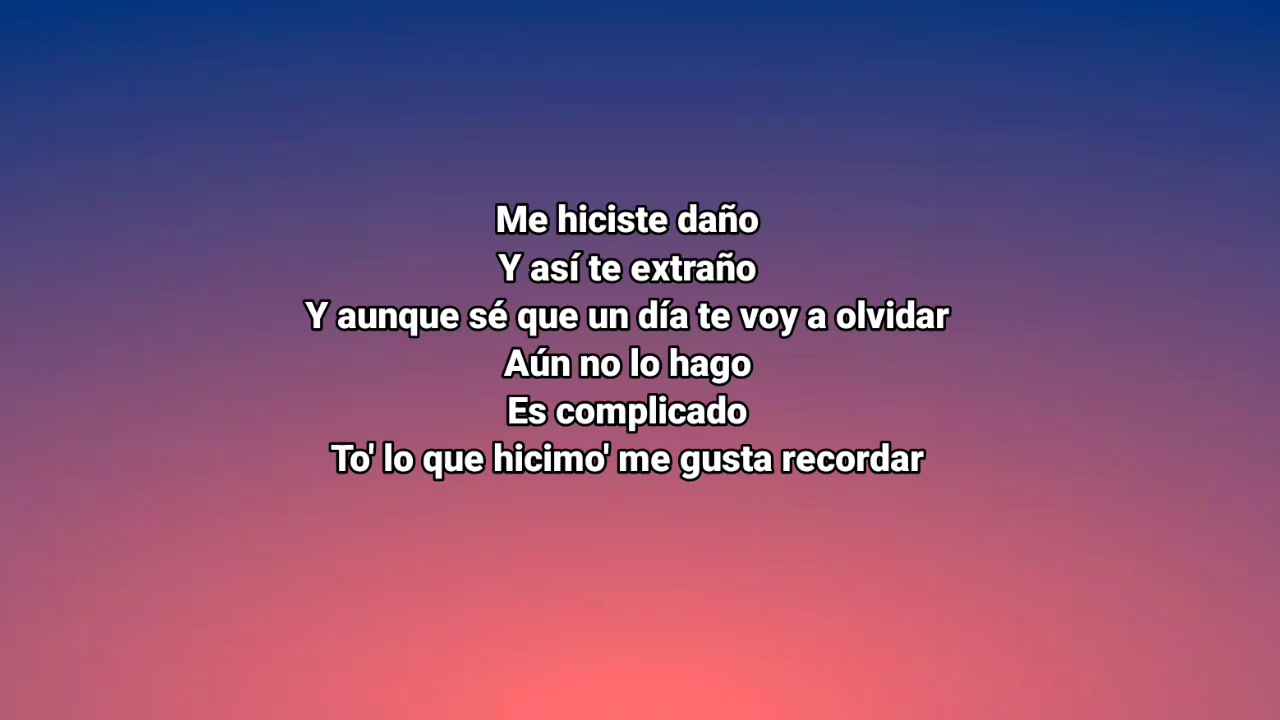 Me hiciste daño
Y así te extraño
Y aunque sé que un día te voy a olvidar
Aún no lo hago
Es complicado
To' lo que hicimo' me gusta recordar